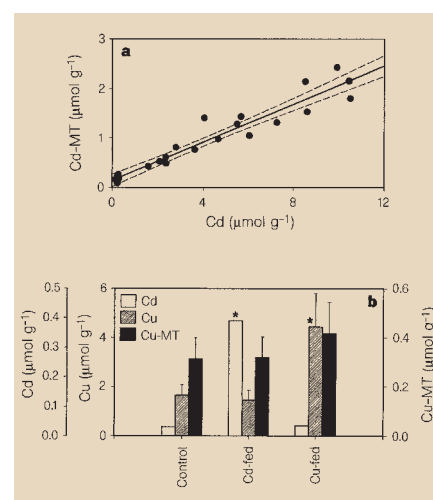 a
Cd-MT (µmol g⁻¹)
3
2
1
0
0 4 8 12
Cd (µmol g⁻¹)
b
Cd (µmol g⁻¹)
0.5
0.4
0.3
0.2
0.1
0.0
Cu (µmol g⁻¹)
6
4
2
0
Cd
Cu
Cu-MT
* *
Cu-MT (µmol g⁻¹)
0.6
0.4
0.2
0.0
Control Cd-fed Cu-fed